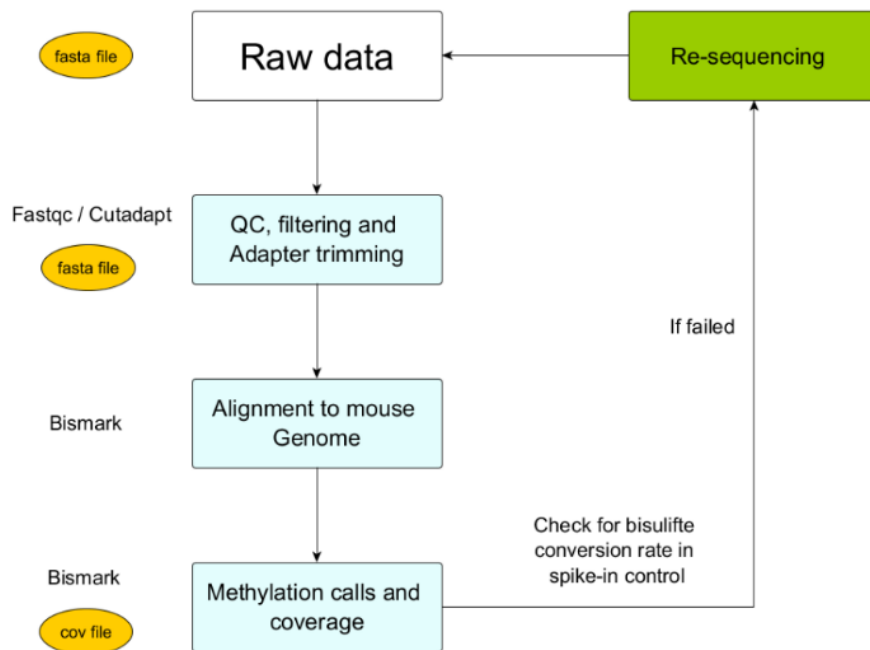 fasta file
Raw data
Re-sequencing
Fastqc / Cutadapt
fasta file
QC, filtering and
Adapter trimming
If failed
Bismark
Alignment to mouse
Genome
Check for bisulifte
conversion rate in
spike-in control
Bismark
cov file
Methylation calls and
coverage